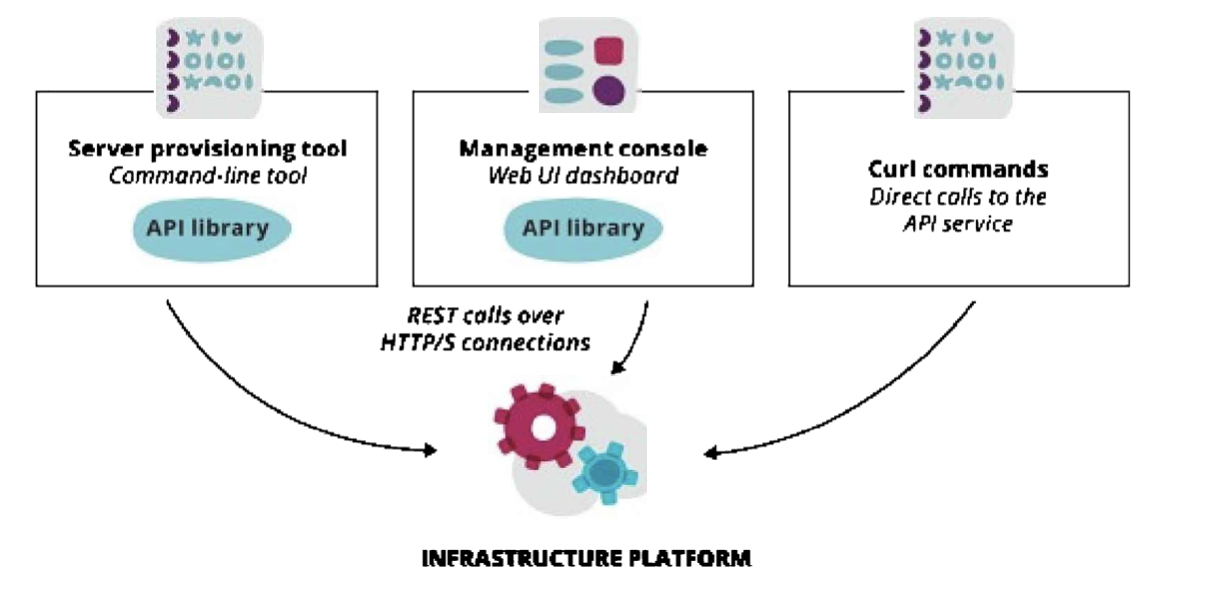 Server provisioning tool
Command-line tool
API library
Management console
Web UI dashboard
API library
Curl commands
Direct calls to the
API service
REST calls over
HTTP/S connections
INFRASTRUCTURE PLATFORM